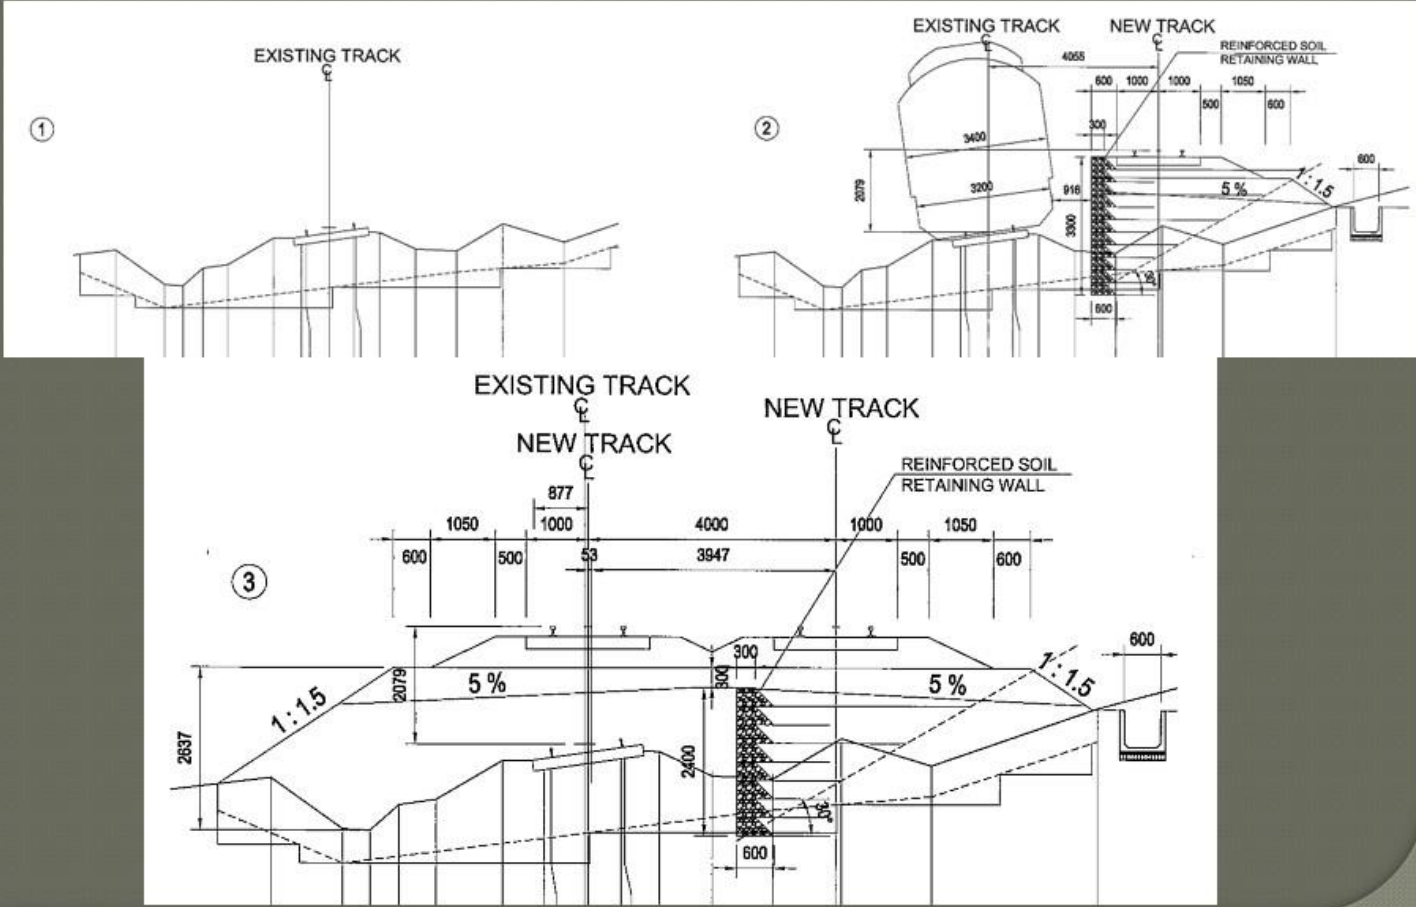 EXISTING TRACK
C
L
1
EXISTING TRACK
C
L
NEW TRACK
C
L
REINFORCED SOIL
RETAINING WALL
4055
600
1000
1000
1050
500
600
300
2
3400
3200
2079
916
3300
5 %
1:1.5
600
30°
600
EXISTING TRACK
C
L
NEW TRACK
C
L
NEW TRACK
C
L
REINFORCED SOIL
RETAINING WALL
877
1050
1000
4000
1000
1050
600
500
53
3947
500
600
3
300
300
600
2079
5 %
5 %
1:1.5
1:1.5
2637
2400
30°
600